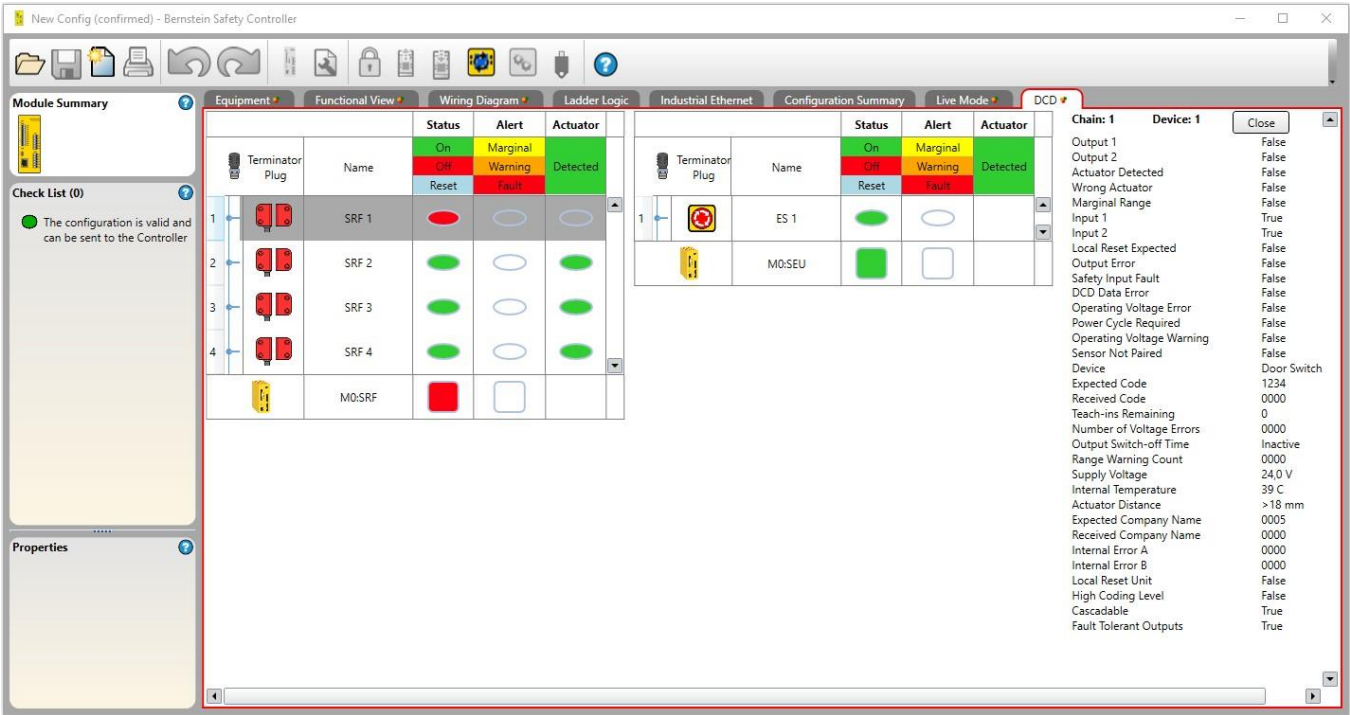 New Config (confirmed) - Bernstein Safety Controller
Module Summary
Check List (0)
The configuration is valid and
can be sent to the Controller
Properties
Equipment Functional View Wiring Diagram Ladder Logic Industrial Ethernet Configuration Summary Live Mode DCD
Status Alert Actuator
Terminator
Plug
Name
On Marginal
Off Warning Detected
Reset Fault
1 SRF 1
2 SRF 2
3 SRF 3
4 SRF 4
M0:SRF
Status Alert Actuator
Terminator
Plug
Name
On Marginal
Off Warning Detected
Reset Fault
1 ES 1
M0:SEU
Chain: 1 Device: 1 Close
Output 1 False
Output 2 False
Actuator Detected False
Wrong Actuator False
Marginal Range False
Input 1 True
Input 2 True
Local Reset Expected False
Output Error False
Safety Input Fault False
DCD Data Error False
Operating Voltage Error False
Power Cycle Required False
Operating Voltage Warning False
Sensor Not Paired False
Device Door Switch
Expected Code 1234
Received Code 0000
Teach-ins Remaining 0
Number of Voltage Errors 0000
Output Switch-off Time Inactive
Range Warning Count 0000
Supply Voltage 24,0 V
Internal Temperature 39 C
Actuator Distance >18 mm
Expected Company Name 0005
Received Company Name 0000
Internal Error A 0000
Internal Error B 0000
Local Reset Unit False
High Coding Level False
Cascadable True
Fault Tolerant Outputs True